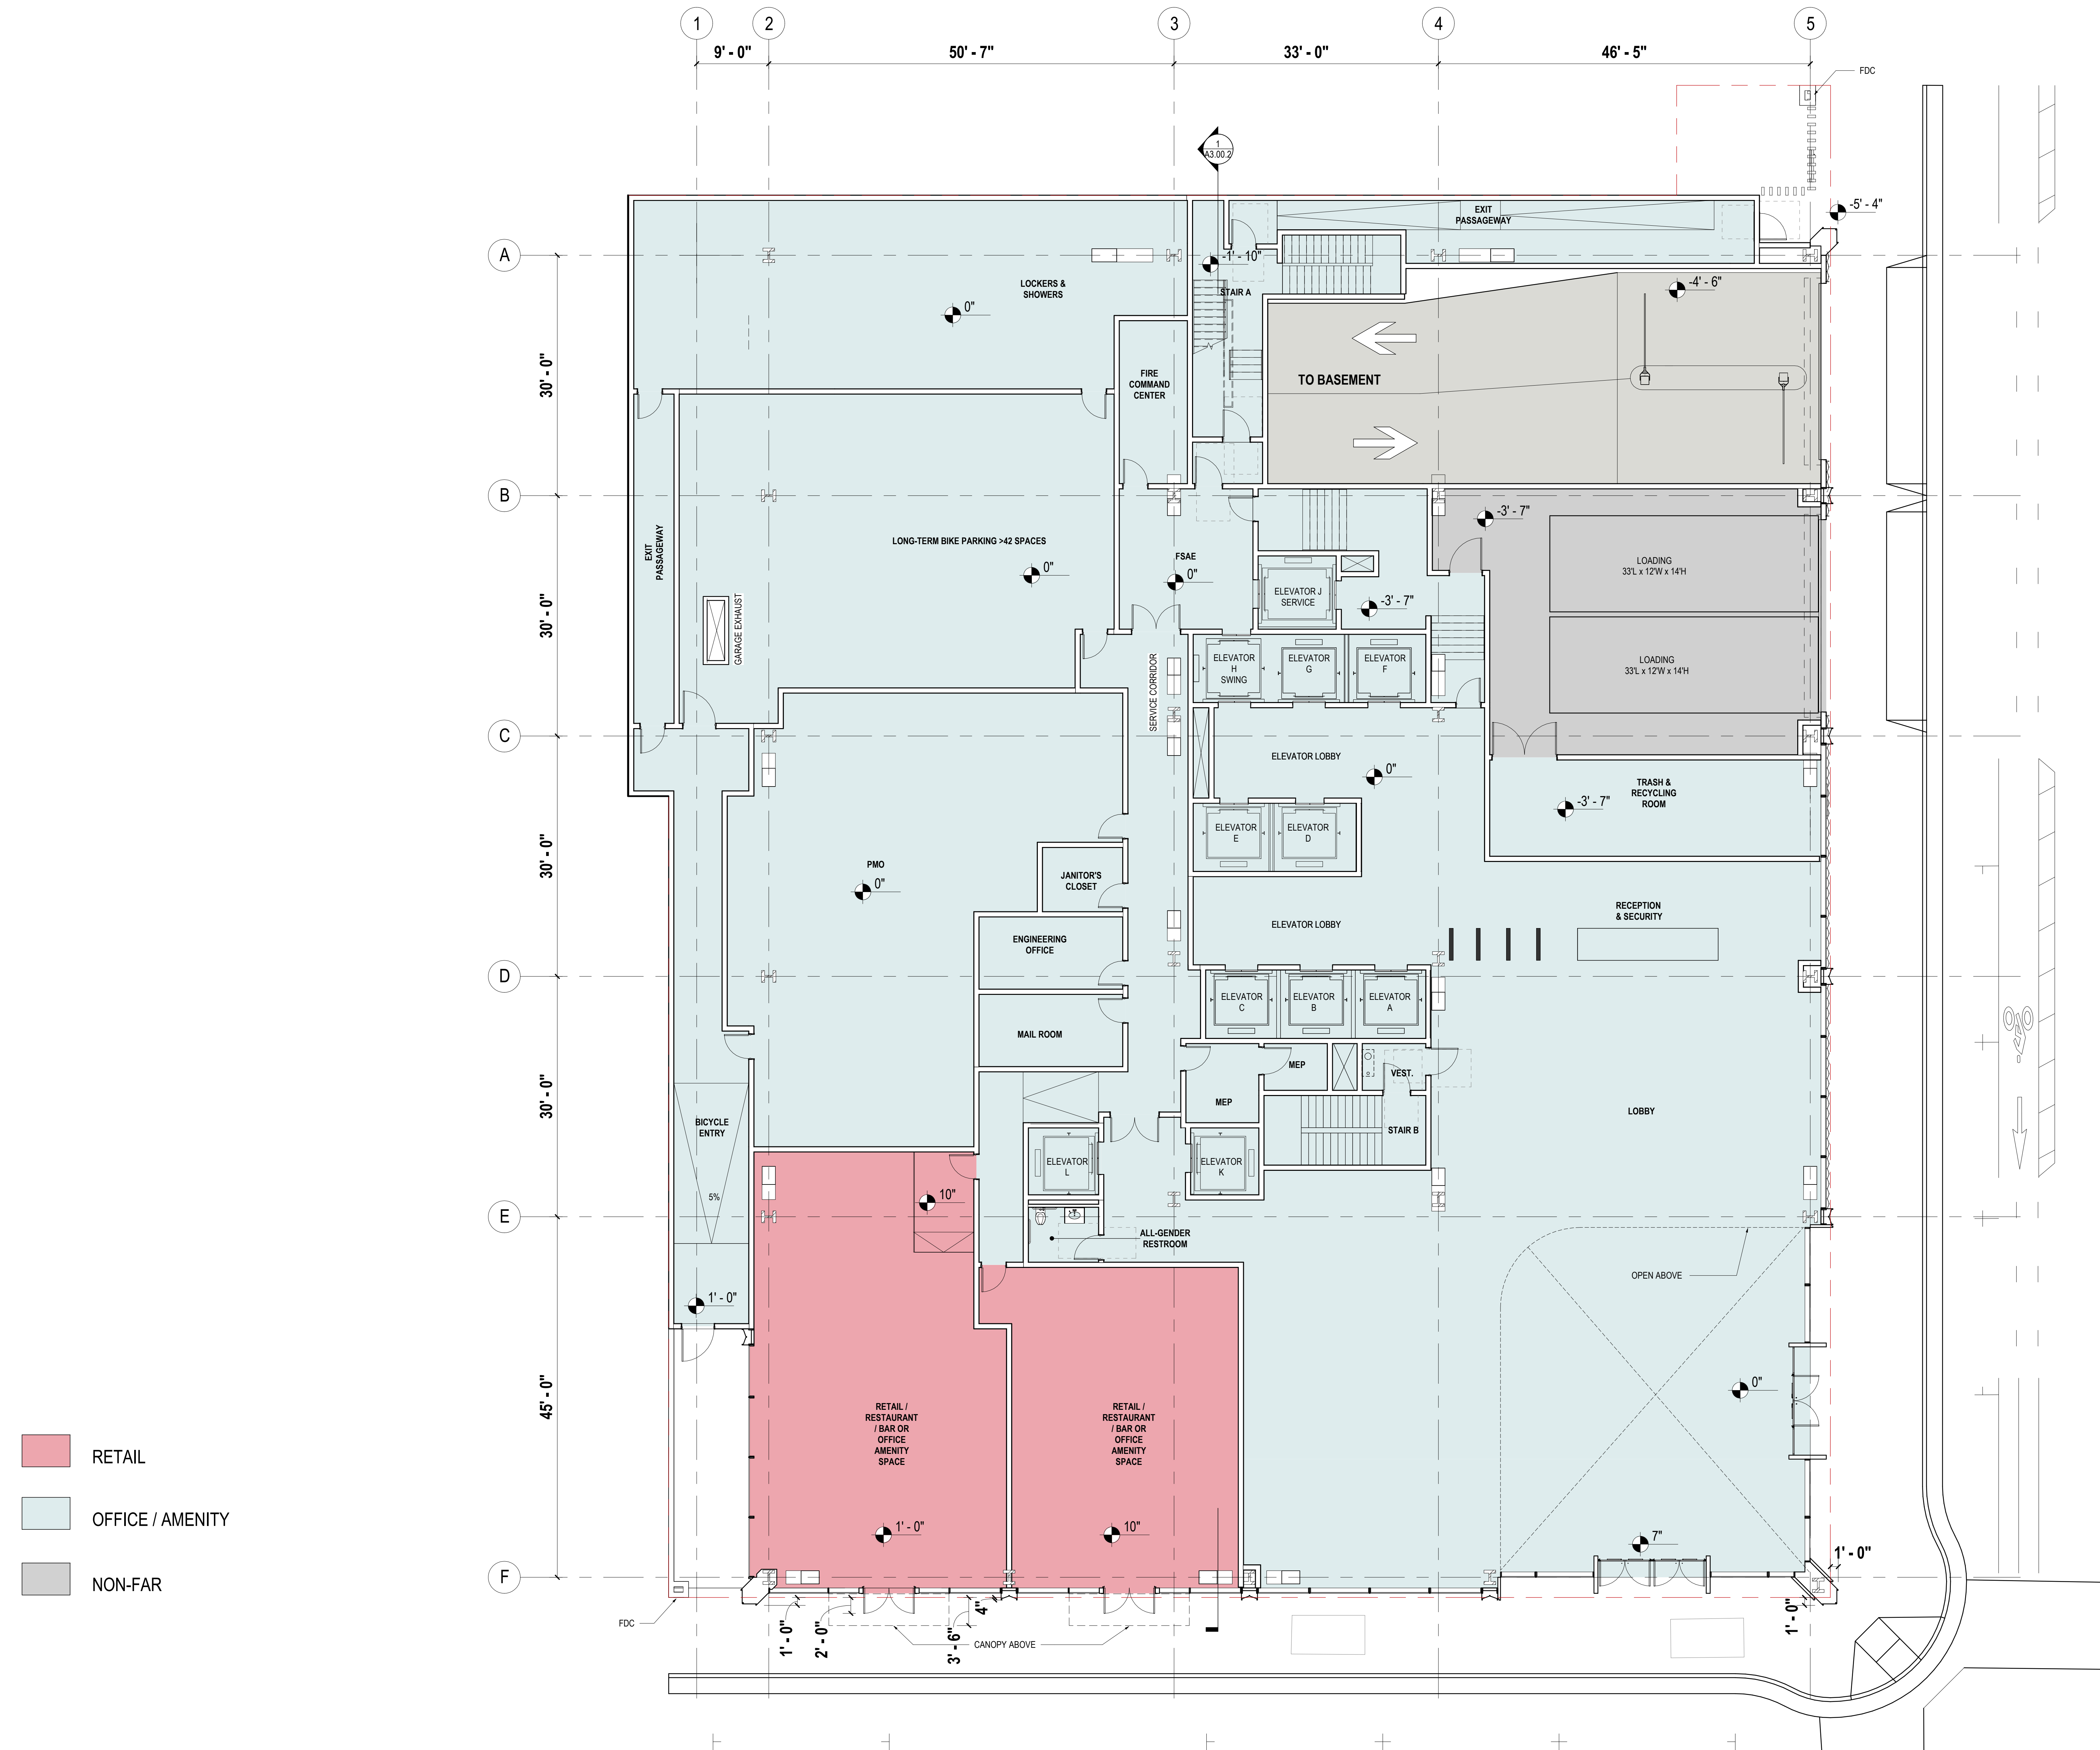 1
2
3
4
5
9' - 0"
50' - 7"
33' - 0"
46' - 5"
FDC
1
A3.00.2
-5' - 4"
EXIT
PASSAGEWAY
A
-1' - 10"
LOCKERS &
SHOWERS
0"
STAIR A
-4' - 6"
30' - 0"
FIRE
COMMAND
CENTER
TO BASEMENT
B
-3' - 7"
EXIT
PASSAGEWAY
LONG-TERM BIKE PARKING >42 SPACES
0"
FSAE
0"
LOADING
33'L x 12'W x 14'H
ELEVATOR J
SERVICE
-3' - 7"
30' - 0"
GARAGE EXHAUST
SERVICE CORRIDOR
ELEVATOR
H
SWING
ELEVATOR
G
ELEVATOR
F
LOADING
33'L x 12'W x 14'H
C
ELEVATOR LOBBY
0"
TRASH &
RECYCLING
ROOM
-3' - 7"
30' - 0"
ELEVATOR
E
ELEVATOR
D
PMO
0"
JANITOR'S
CLOSET
RECEPTION
& SECURITY
ELEVATOR LOBBY
ENGINEERING
OFFICE
D
ELEVATOR
C
ELEVATOR
B
ELEVATOR
A
MAIL ROOM
30' - 0"
MEP
VEST.
MEP
LOBBY
BICYCLE
ENTRY
STAIR B
ELEVATOR
L
ELEVATOR
K
5%
10"
E
ALL-GENDER
RESTROOM
OPEN ABOVE
1' - 0"
45' - 0"
0"
RETAIL /
RESTAURANT
/ BAR OR
OFFICE
AMENITY
SPACE
RETAIL /
RESTAURANT
/ BAR OR
OFFICE
AMENITY
SPACE
RETAIL
OFFICE / AMENITY
NON-FAR
1' - 0"
10"
7"
1' - 0"
F
FDC
1' - 0"
2' - 0"
3' - 6"
4"
CANOPY ABOVE
1' - 0"